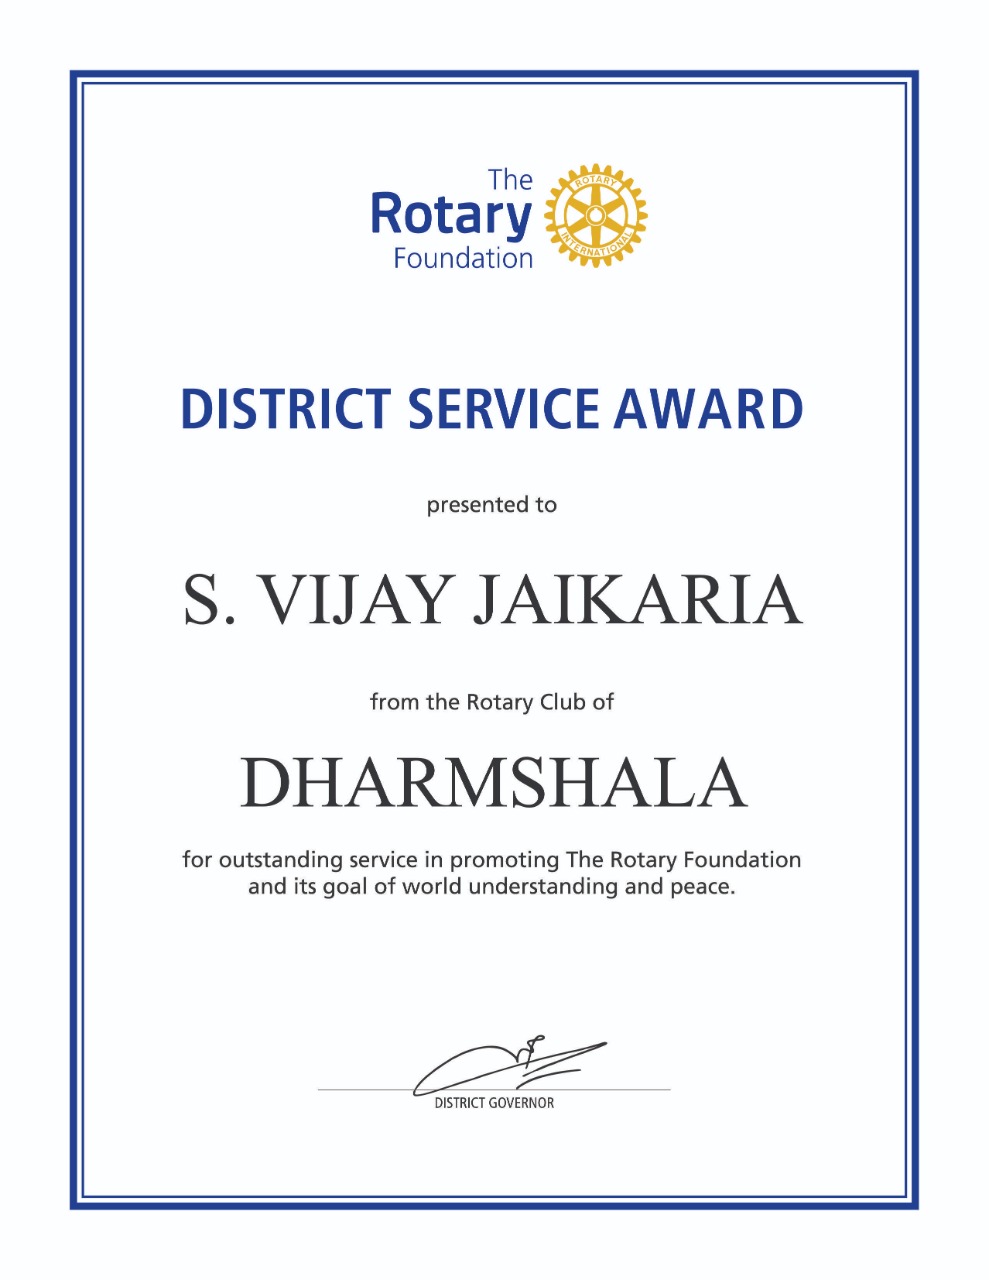 The
Rotary
Foundation
ROTARY
INTERNATIONAL
DISTRICT SERVICE AWARD
presented to
S. VIJAY JAIKARIA
from the Rotary Club of
DHARMSHALA
for outstanding service in promoting The Rotary Foundation
and its goal of world understanding and peace.
DISTRICT GOVERNOR